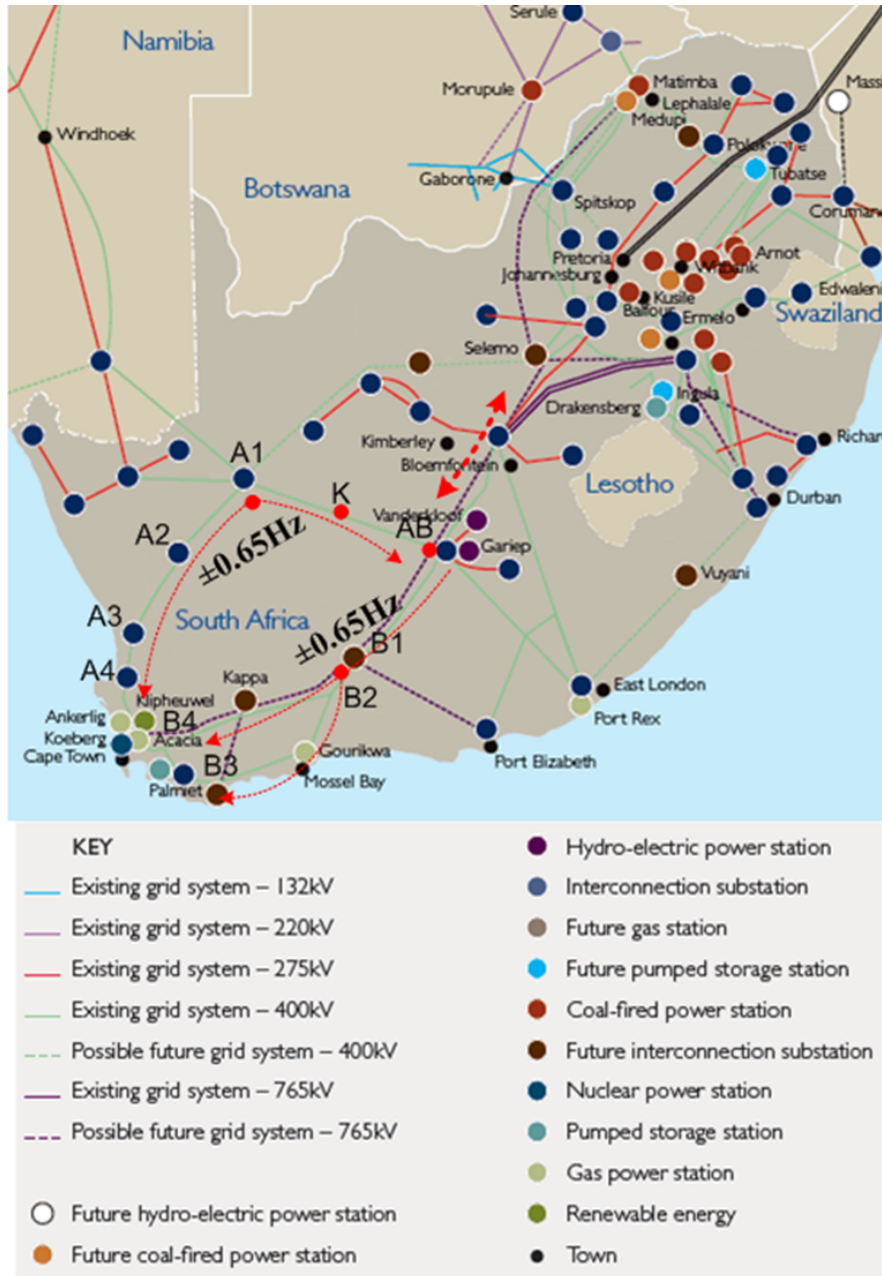 Serule
Namibia
Morupule
Matimba
Lephalale
Medupi
Massi
Windhoek
Polokwane
Tubatse
Botswana
Gaborone
Spitskop
Coruman
Pretoria
Johannesburg
Witbank
Arnot
Kusile
Balfour
Ermelo
Edwaleni
Swaziland
Selemo
Ingula
Drakensberg
Kimberley
Richar
Bloemfontein
A1
Lesotho
K
Durban
Vanderkloof
AB
Gariep
A2
±0.65Hz
Vuyani
A3
South Africa
±0.65Hz
B1
A4
Kappa
B2
East London
Klipheuwel
Ankerlig
B4
Port Rex
Koeberg
Acacia
Cape Town
Gourikwa
Port Elizabeth
B3
Mossel Bay
Palmiet
KEY
Existing grid system – 132kV
Existing grid system – 220kV
Existing grid system – 275kV
Existing grid system – 400kV
Possible future grid system – 400kV
Existing grid system – 765kV
Possible future grid system – 765kV
Future hydro-electric power station
Future coal-fired power station
Hydro-electric power station
Interconnection substation
Future gas station
Future pumped storage station
Coal-fired power station
Future interconnection substation
Nuclear power station
Pumped storage station
Gas power station
Renewable energy
Town